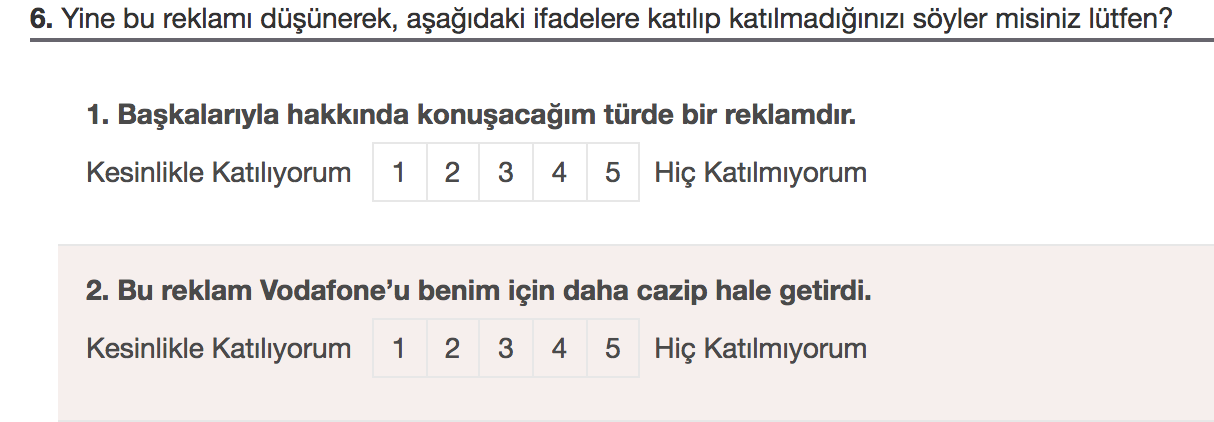 6. Yine bu reklamı düşünerek, aşağıdaki ifadelere katılıp katılmadığınızı söyler misiniz lütfen?
1. Başkalarıyla hakkında konuşacağım türde bir reklamdır.
Kesinlikle Katılıyorum 1 2 3 4 5 Hiç Katılmıyorum
2. Bu reklam Vodafone’u benim için daha cazip hale getirdi.
Kesinlikle Katılıyorum 1 2 3 4 5 Hiç Katılmıyorum